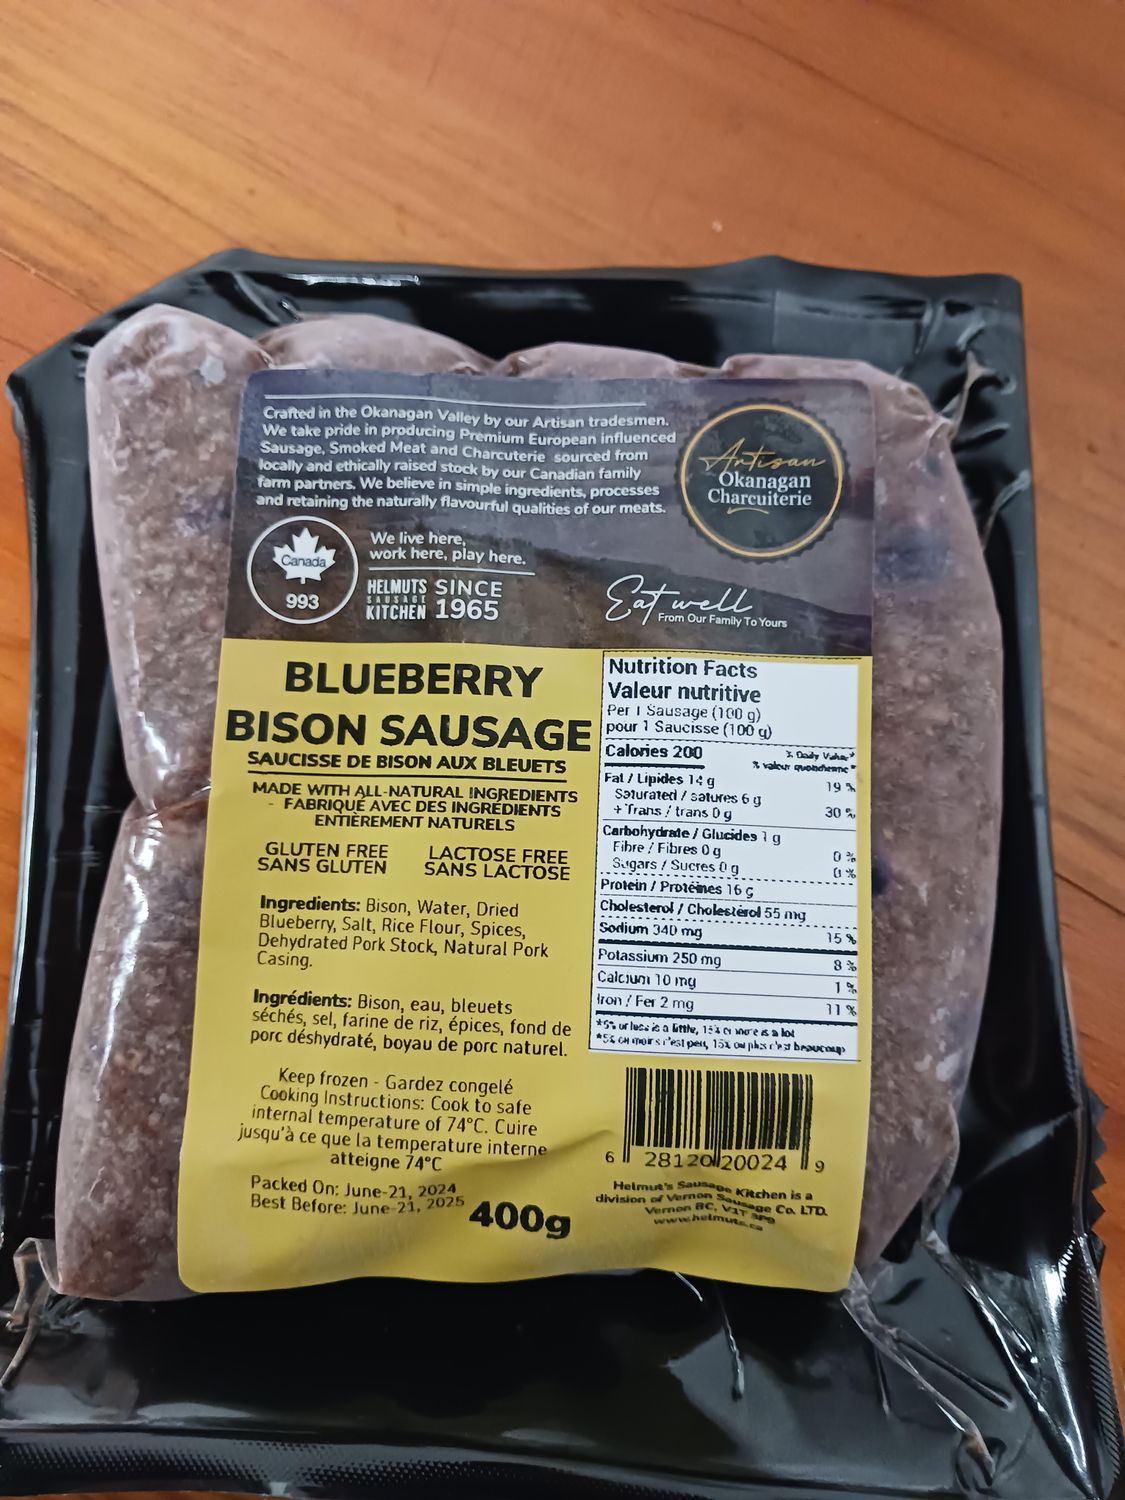 Crafted in the Okanagan Valley by our Artisan tradesmen.
We take pride in producing Premium European influenced
Sausage, Smoked Meat and Charcuterie sourced from
locally and ethically raised stock by our Canadian family
farm partners. We believe in simple ingredients, processes
and retaining the naturally flavourful qualities of our meats.
Artisan
Okanagan
Charcuiterie
Canada
993
We live here,
work here, play here.
HELMUTS
SAUSAGE
KITCHEN
SINCE
1965
Eat well
From Our Family To Yours
BLUEBERRY
BISON SAUSAGE
SAUCISSE DE BISON AUX BLEUETS
MADE WITH ALL-NATURAL INGREDIENTS
- FABRIQUÉ AVEC DES INGRÉDIENTS
ENTIÈREMENT NATURELS
GLUTEN FREE
SANS GLUTEN
LACTOSE FREE
SANS LACTOSE
Ingredients: Bison, Water, Dried
Blueberry, Salt, Rice Flour, Spices,
Dehydrated Pork Stock, Natural Pork
Casing.
Ingrédients: Bison, eau, bleuets
séchés, sel, farine de riz, épices, fond de
porc déshydraté, boyau de porc naturel.
Keep frozen - Gardez congelé
Cooking Instructions: Cook to safe
internal temperature of 74°C. Cuire
jusqu'à ce que la temperature interne
atteigne 74°C
Packed On: June-21, 2024
Best Before: June-21, 2025
400g
Nutrition Facts
Valeur nutritive
Per 1 Sausage (100 g)
pour 1 Saucisse (100 g)
Calories 200
% Daily Value*
% valeur quotidienne*
Fat / Lipides 14 g 19 %
Saturated / saturés 6 g
+ Trans / trans 0 g 30 %
Carbohydrate / Glucides 1 g
Fibre / Fibres 0 g 0 %
Sugars / Sucres 0 g 0 %
Protein / Protéines 16 g
Cholesterol / Cholestérol 55 mg
Sodium 340 mg 15 %
Potassium 250 mg 8 %
Calcium 10 mg 1 %
Iron / Fer 2 mg 11 %
*5% or less is a little, 15% or more is a lot
*5% ou moins c'est peu, 15% ou plus c'est beaucoup
6 28120 20024 9
Helmut's Sausage Kitchen is a
division of Vernon Sausage Co. LTD.
Vernon BC, V1T
www.helmuts.ca